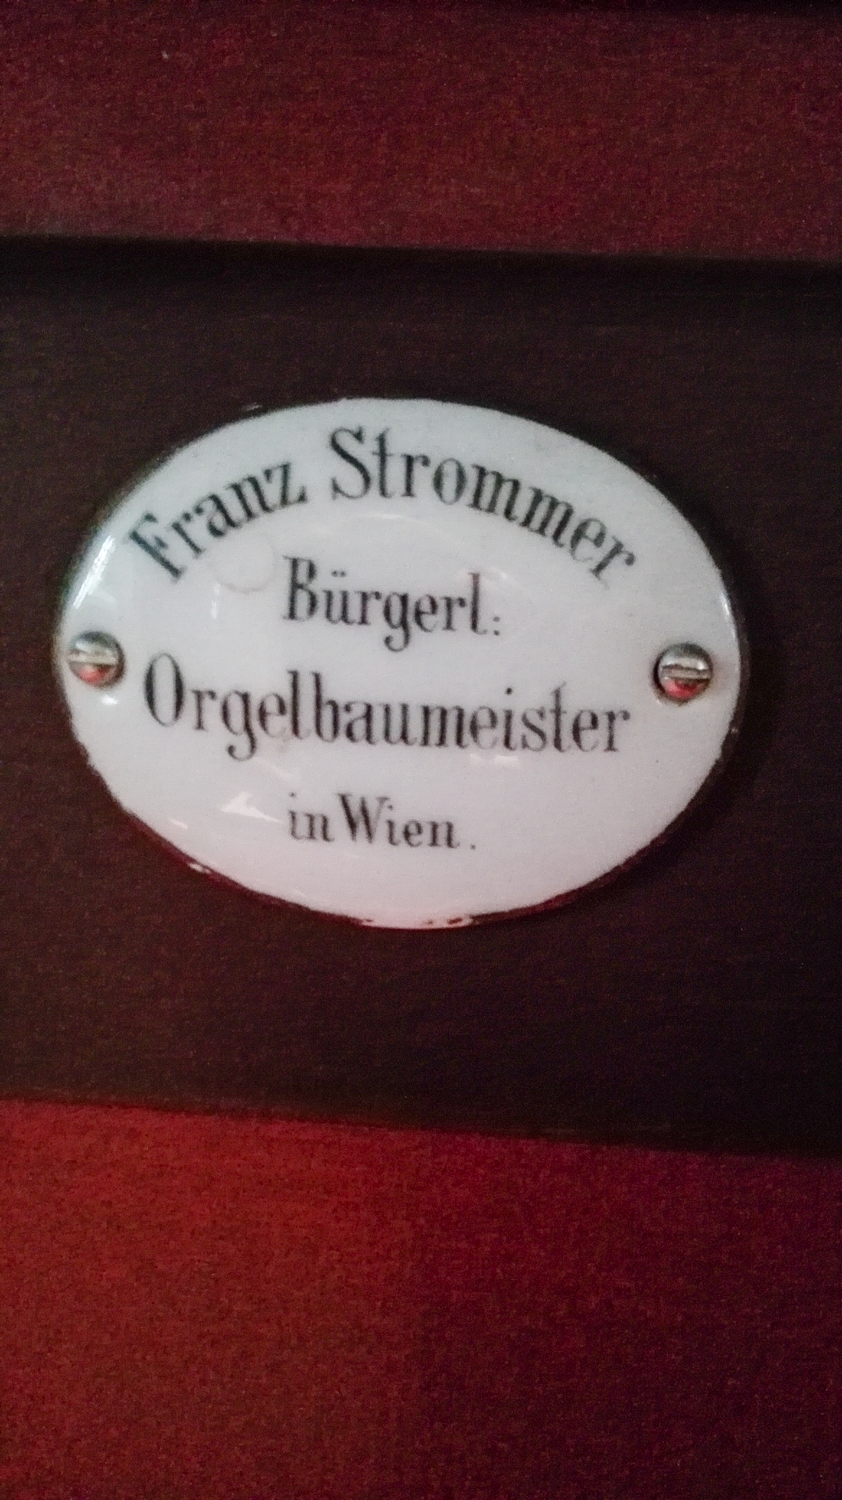 Franz Strommer
Bürgerl:
Orgelbaumeister
in Wien.